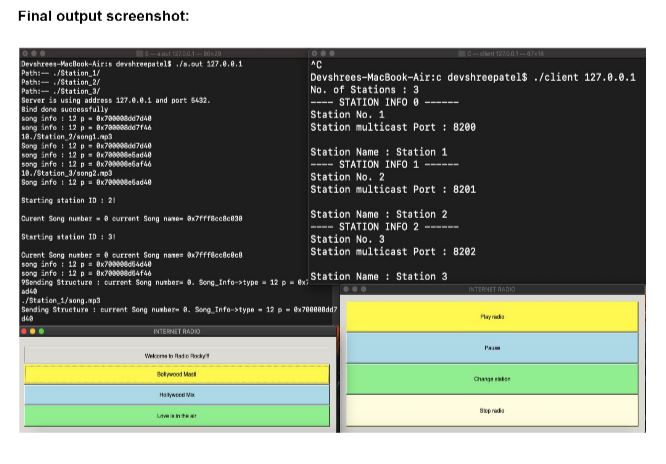 Final output screenshot:
Devshrees-MacBook-Air:s devshreepatel$ ./a.out 127.0.0.1
Path:-- ./Station_1/
Path:-- ./Station_2/
Path:-- ./Station_3/
Server is using address 127.0.0.1 and port 5432.
Bind done successfully
song info : 12 p = 0x700008dd7d40
song info : 12 p = 0x700008dd7f46
10./Station_2/song1.mp3
Song info : 12 p = 0x700008dd7d40
song info : 12 p = 0x700008e5ad40
song info : 12 p = 0x700008e5af46
10./Station_3/song2.mp3
Song info : 12 p = 0x700008e5ad40
Starting station ID : 2!
Curent Song number = 0 current Song name= 0x7fff8cc8c030
Starting station ID : 3!
Curent Song number = 0 current Song name= 0x7fff8cc8c0c0
song info : 12 p = 0x700008d54d40
song info : 12 p = 0x700008d54f46
9Sending Structure : current Song number= 0. Song_Info->type = 12 p = 0x7
ad40
./Station_1/song.mp3
Sending Structure : current Song number= 0. Song_Info->type = 12 p = 0x700008dd7
d40
^C
Devshrees-MacBook-Air:c devshreepatel$ ./client 127.0.0.1
No. of Stations : 3
---- STATION INFO 0 ------
Station No. 1
Station multicast Port : 8200
Station Name : Station 1
---- STATION INFO 1 ------
Station No. 2
Station multicast Port : 8201
Station Name : Station 2
---- STATION INFO 2 ------
Station No. 3
Station multicast Port : 8202
Station Name : Station 3
INTERNET RADIO
Welcome to Radio Rocky!!!
Bollywood Masti
Hollywood Mix
Love is in the air
INTERNET RADIO
Play radio
Pause
Change station
Stop radio